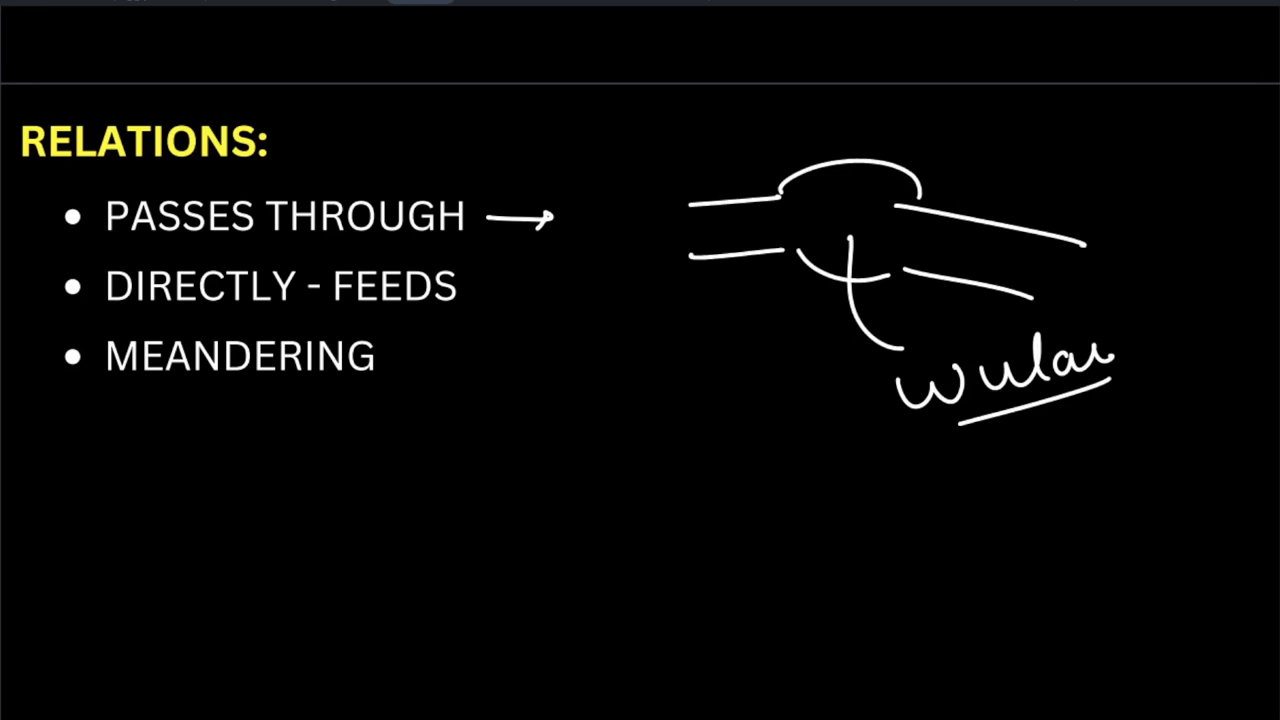 RELATIONS:
• PASSES THROUGH →
• DIRECTLY - FEEDS
• MEANDERING
wular